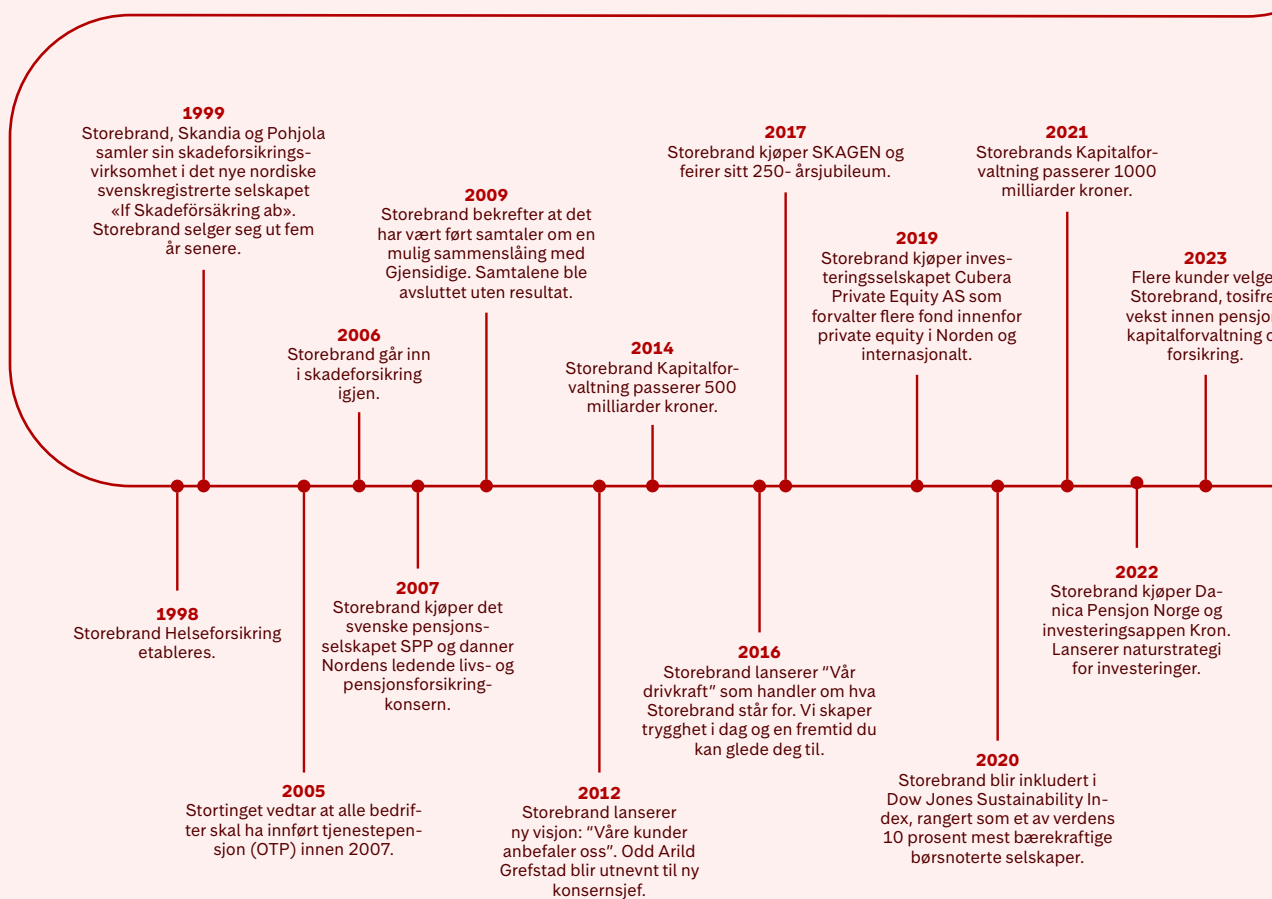 1999
Storebrand, Skandia og Pohjola
samler sin skadeforsikrings-
virksomhet i det nye nordiske
svenskregistrerte selskapet
«If Skadeförsäkring ab».
Storebrand selger seg ut fem
år senere.
2009
Storebrand bekrefter at det
har vært ført samtaler om en
mulig sammenslåing med
Gjensidige. Samtalene ble
avsluttet uten resultat.
2006
Storebrand går inn
i skadeforsikring
igjen.
2014
Storebrand Kapitalfor-
valtning passerer 500
milliarder kroner.
2017
Storebrand kjøper SKAGEN og
feirer sitt 250- årsjubileum.
2019
Storebrand kjøper inves-
teringsselskapet Cubera
Private Equity AS som
forvalter flere fond innenfor
private equity i Norden og
internasjonalt.
2021
Storebrands Kapitalfor-
valtning passerer 1000
milliarder kroner.
2023
Flere kunder velge
Storebrand, tosifre
vekst innen pensjo
kapitalforvaltning o
forsikring.
1998
Storebrand Helseforsikring
etableres.
2005
Stortinget vedtar at alle bedrif-
ter skal ha innført tjenestepen-
sjon (OTP) innen 2007.
2007
Storebrand kjøper det
svenske pensjons-
selskapet SPP og danner
Nordens ledende livs- og
pensjonsforsikring-
konsern.
2012
Storebrand lanserer
ny visjon: “Våre kunder
anbefaler oss”. Odd Arild
Grefstad blir utnevnt til ny
konsernsjef.
2016
Storebrand lanserer “Vår
drivkraft” som handler om hva
Storebrand står for. Vi skaper
trygghet i dag og en fremtid du
kan glede deg til.
2020
Storebrand blir inkludert i
Dow Jones Sustainability In-
dex, rangert som et av verdens
10 prosent mest bærekraftige
børsnoterte selskaper.
2022
Storebrand kjøper Da-
nica Pensjon Norge og
investeringsappen Kron.
Lanserer naturstrategi
for investeringer.